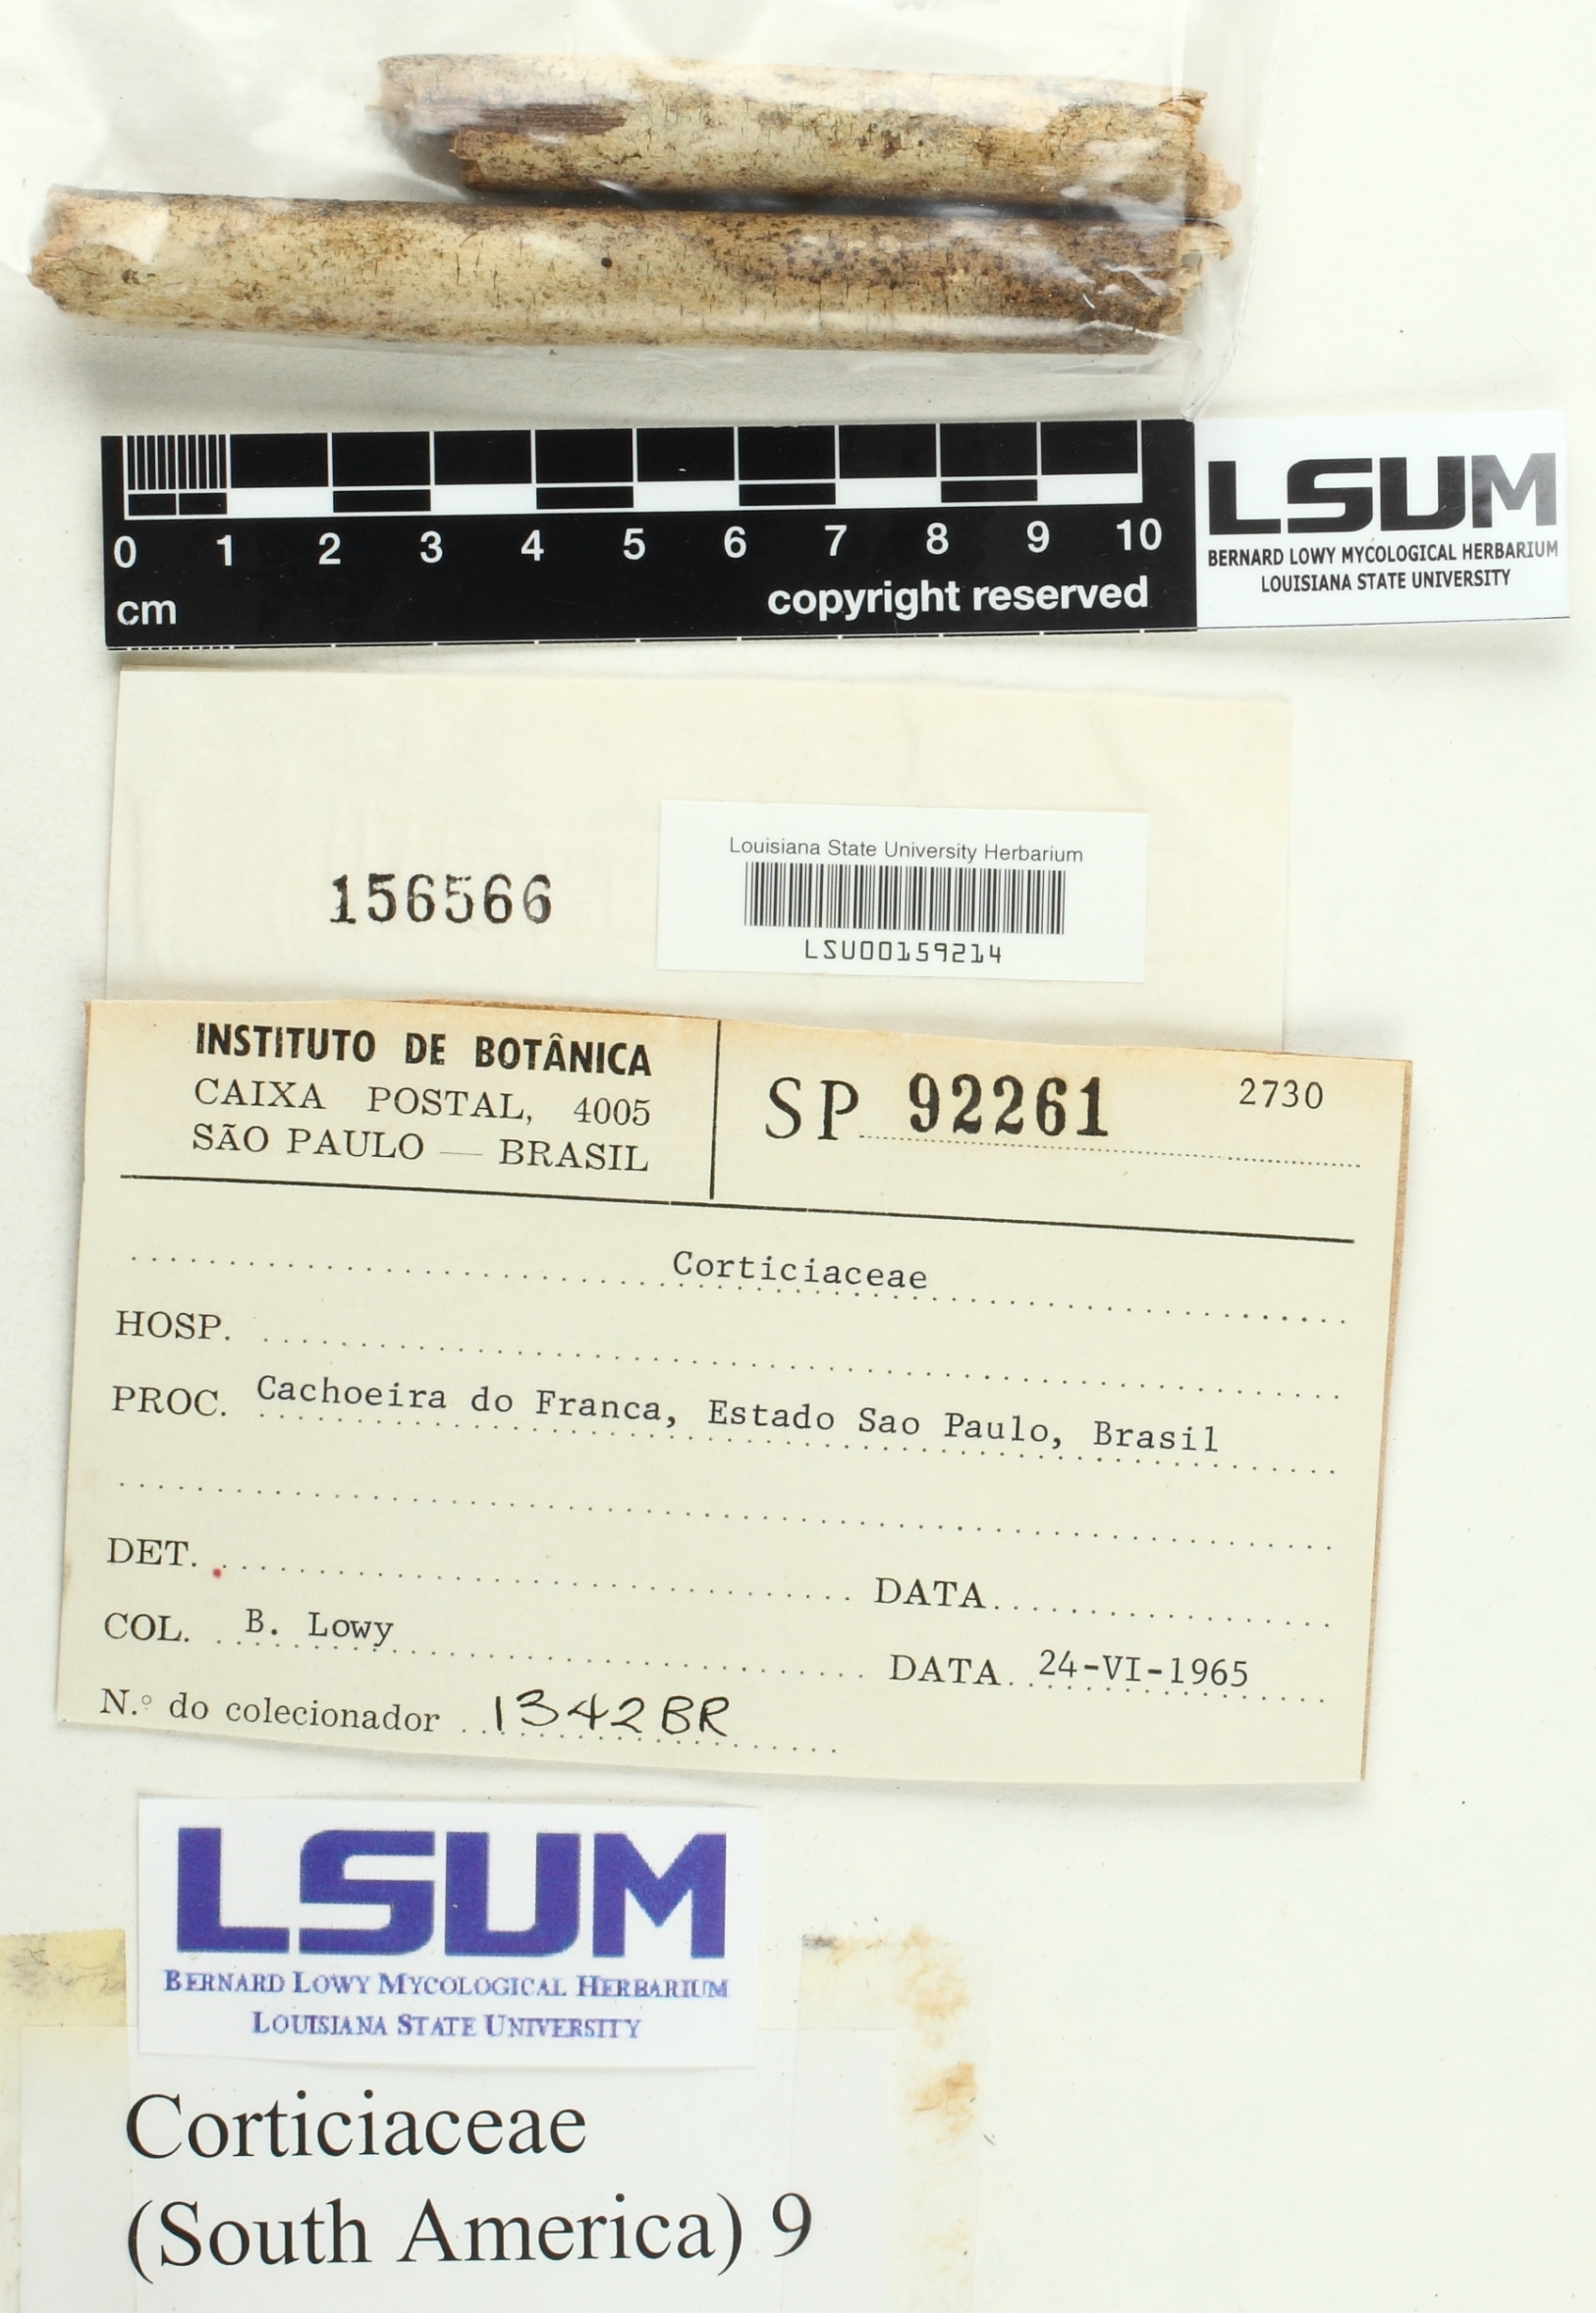 0 1 2 3 4 5 6 7 8 9 10
cm
copyright reserved
LSUM
BERNARD LOWY MYCOLOGICAL HERBARIUM
LOUISIANA STATE UNIVERSITY
156566
Louisiana State University Herbarium
LSU00159214
INSTITUTO DE BOTÂNICA
CAIXA POSTAL, 4005
SÃO PAULO — BRASIL
SP 92261 2730
Corticiaceae
HOSP.
PROC. Cachoeira do Franca, Estado Sao Paulo, Brasil
DET. DATA
COL. B. Lowy DATA 24-VI-1965
N.º do colecionador 1342BR
LSUM
BERNARD LOWY MYCOLOGICAL HERBARIUM
LOUISIANA STATE UNIVERSITY
Corticiaceae
(South America) 9